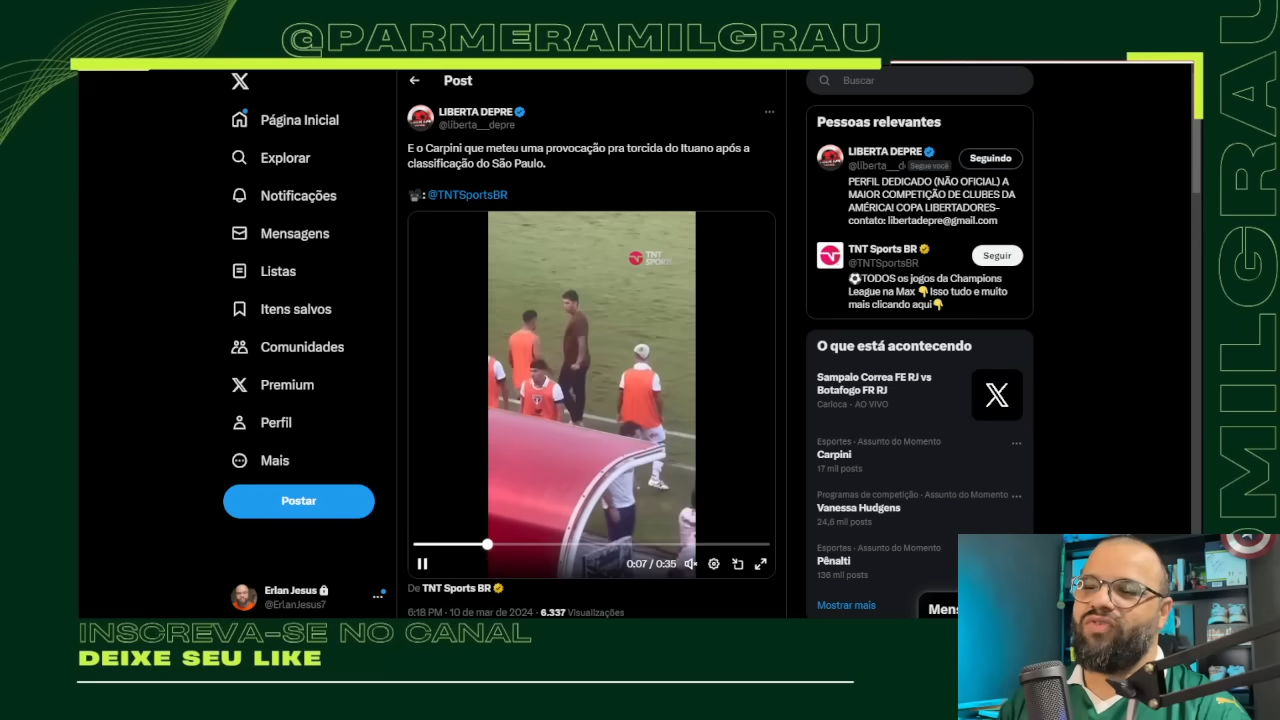 @PARMERAMILGRAU
MILGRAU
Post
Buscar
Página Inicial
Explorar
Notificações
Mensagens
Listas
Itens salvos
Comunidades
Premium
Perfil
Mais
Postar
Erlan Jesus
@ErlanJesus7
LIBERTA DEPRE
@liberta__depre
E o Carpini que meteu uma provocação pra torcida do Ituano após a
classificação do São Paulo.
: @TNTSportsBR
TNT
SPORTS
0:07 / 0:35
De TNT Sports BR
6:18 PM · 10 de mar de 2024 · 6.337 Visualizações
Pessoas relevantes
LIBERTA DEPRE
@liberta__d Segue você
Seguindo
PERFIL DEDICADO (NÃO OFICIAL) A
MAIOR COMPETIÇÃO DE CLUBES DA
AMÉRICA! COPA LIBERTADORES-
contato: libertadepre@gmail.com
TNT Sports BR
@TNTSportsBR
Seguir
⚽TODOS os jogos da Champions
League na Max 👇Isso tudo e muito
mais clicando aqui👇
O que está acontecendo
Sampaio Correa FE RJ vs
Botafogo FR RJ
Carioca · AO VIVO
Esportes · Assunto do Momento
Carpini
17 mil posts
Programas de competição · Assunto do Momento
Vanessa Hudgens
24,6 mil posts
Esportes · Assunto do Momento
Pênalti
136 mil posts
Mostrar mais
Mens
INSCREVA-SE NO CANAL
DEIXE SEU LIKE